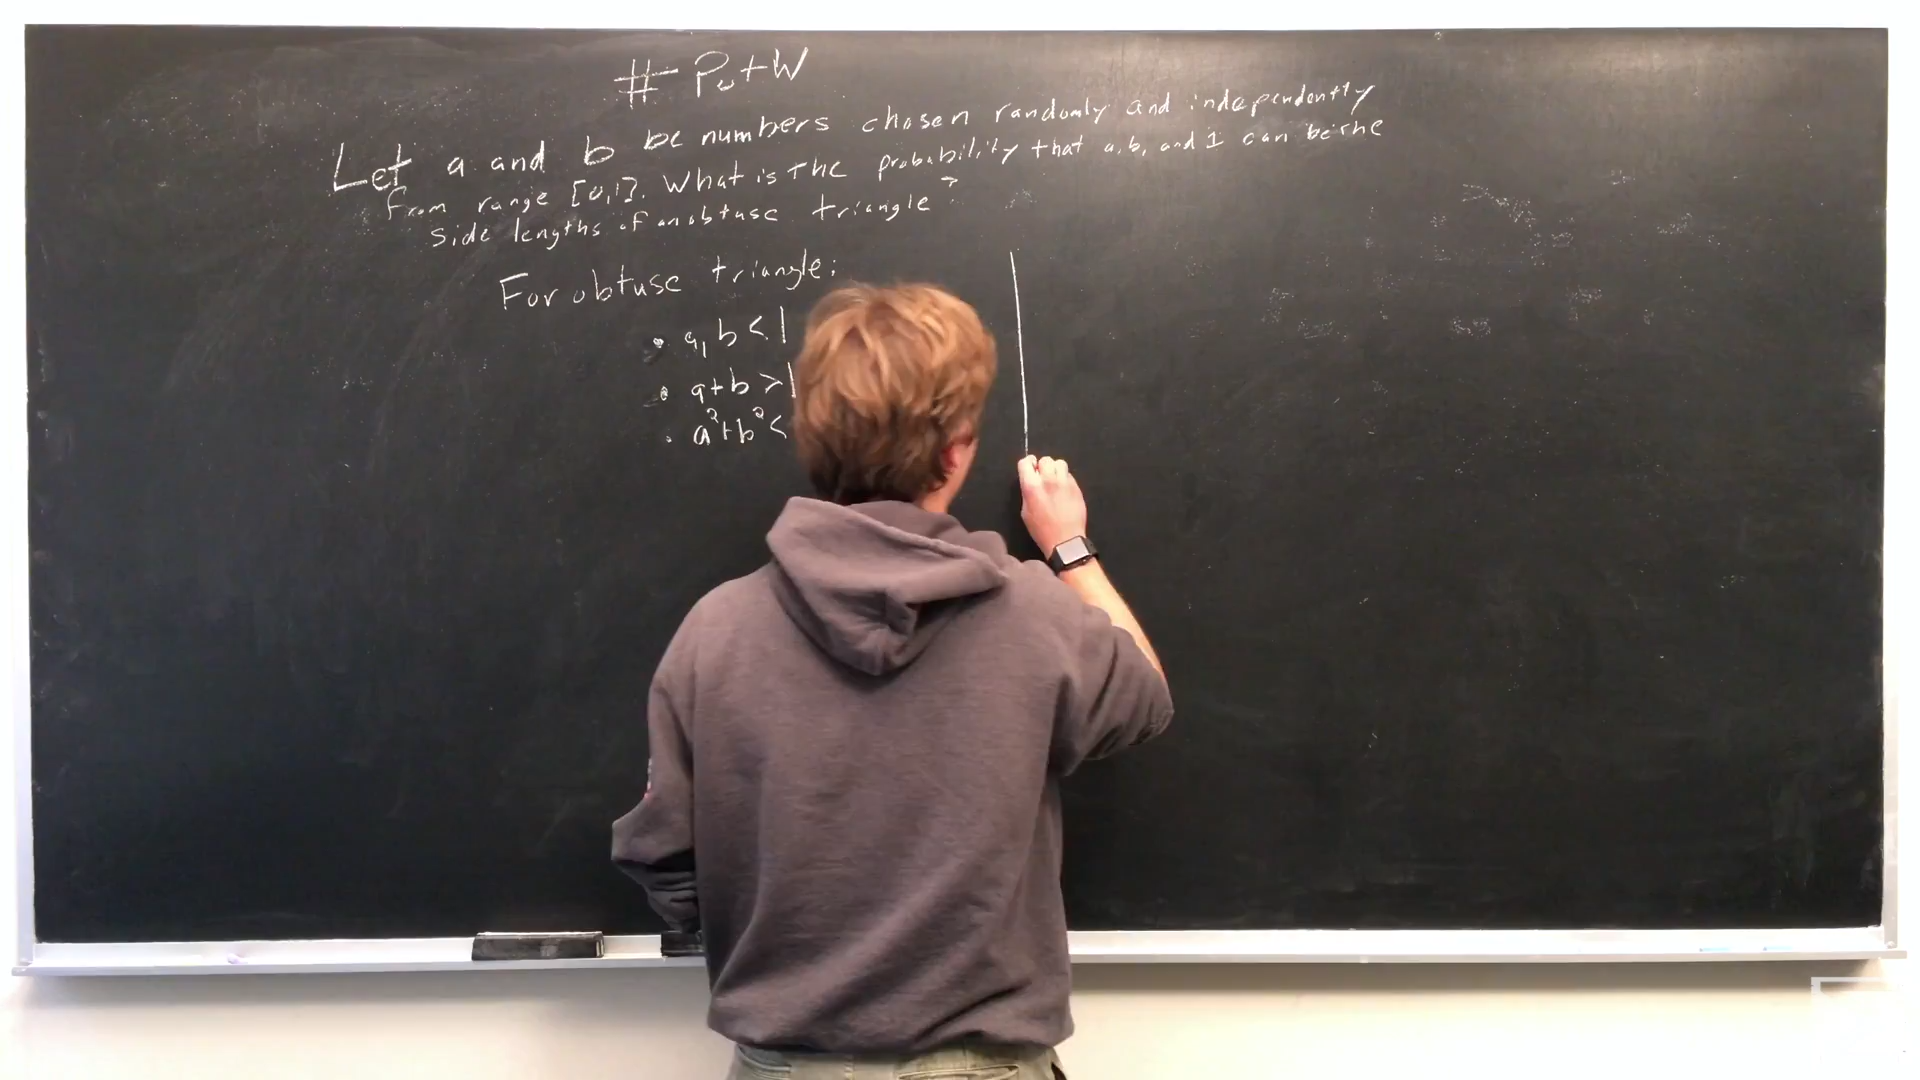 # PotW
Let a and b be numbers chosen randomly and independently
from range [0,1]. What is the probability that a, b, and 1 can be the
side lengths of an obtuse triangle?
For obtuse triangle:
• a, b < 1
• a+b > 1
• a²+b² <